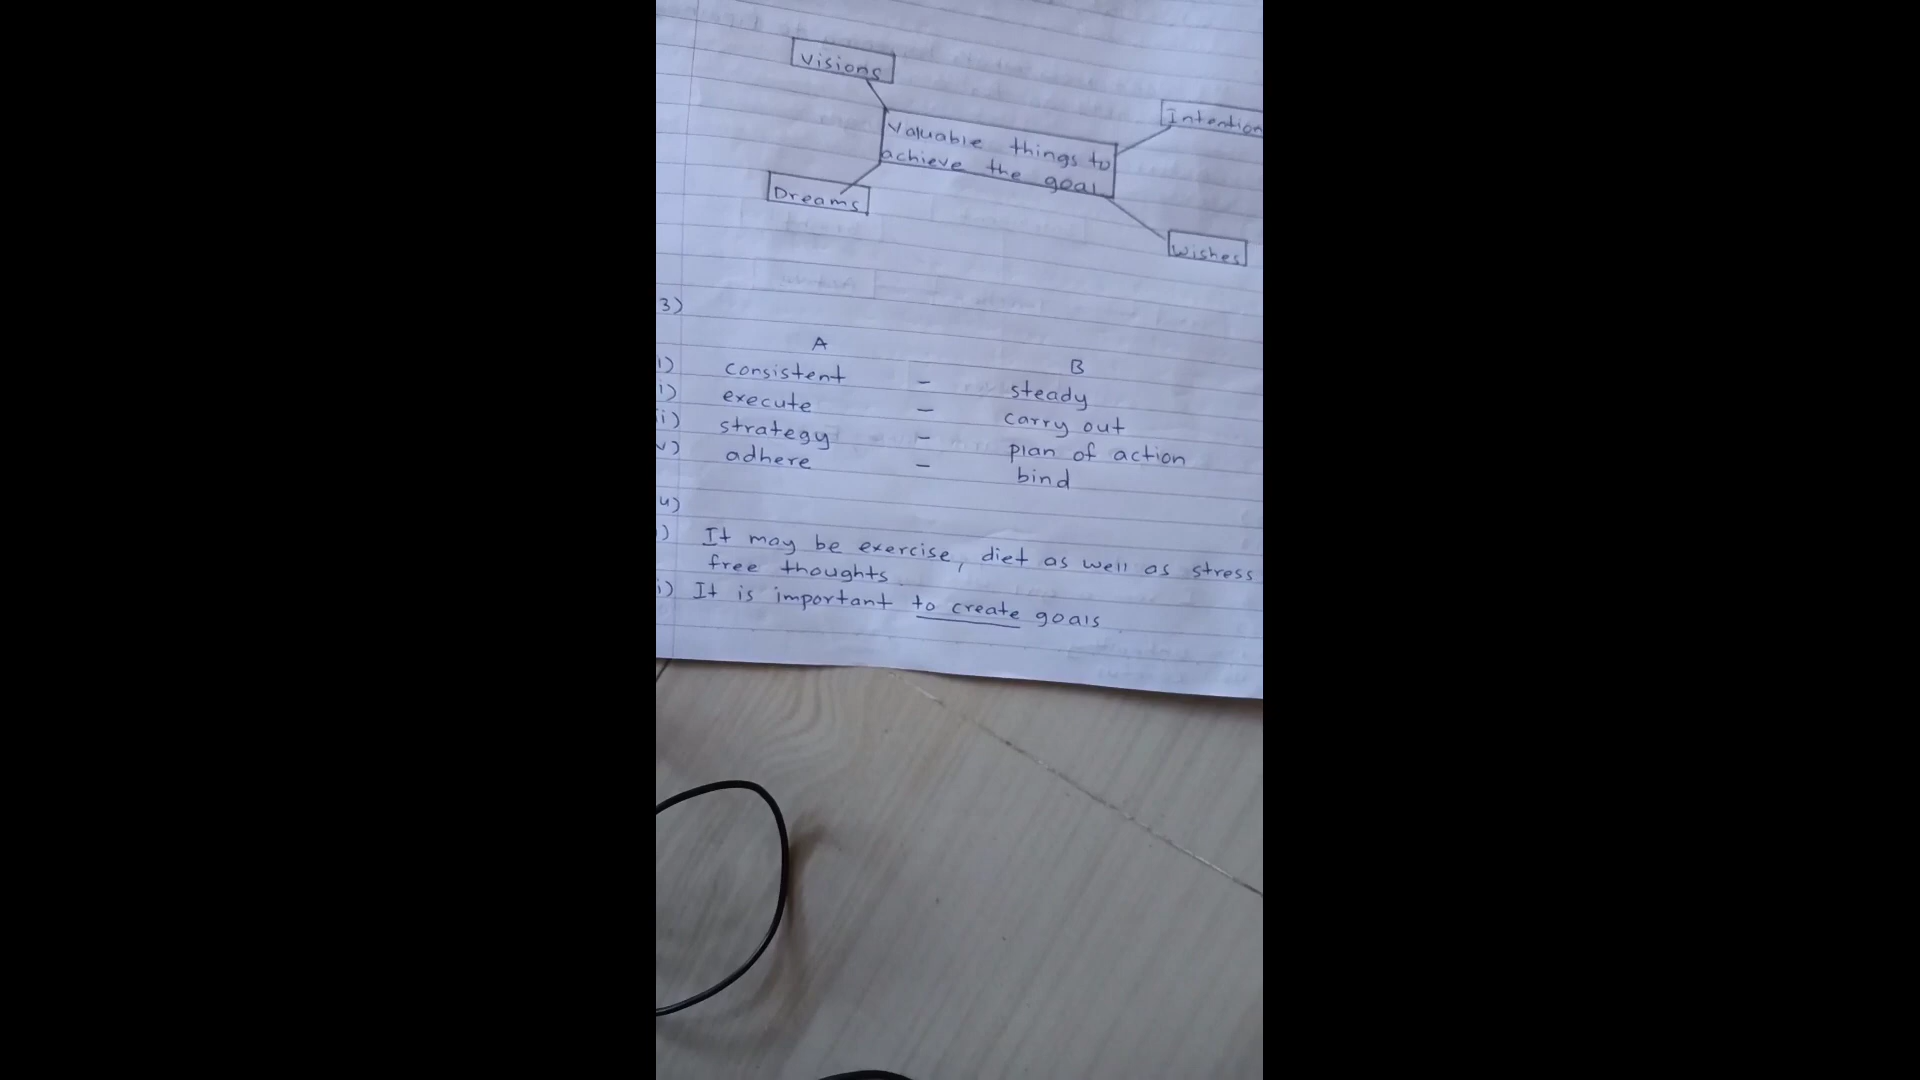 Visions
Intention
Valuable things to
achieve the goal
Dreams
Wishes
3)
A
B
i) consistent - steady
i) execute - carry out
ii) strategy - plan of action
v) adhere - bind
4)
) It may be exercise, diet as well as stress
free thoughts.
i) It is important to create goals